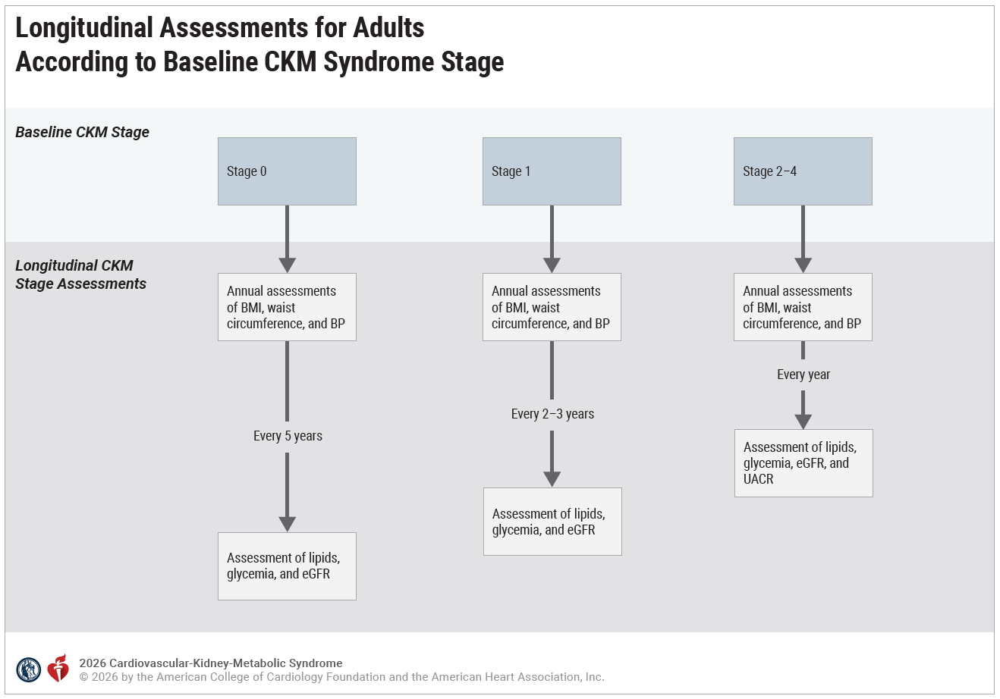 Longitudinal Assessments for Adults
According to Baseline CKM Syndrome Stage
Baseline CKM Stage
Stage 0
Stage 1
Stage 2–4
Longitudinal CKM
Stage Assessments
Annual assessments
of BMI, waist
circumference, and BP
Annual assessments
of BMI, waist
circumference, and BP
Annual assessments
of BMI, waist
circumference, and BP
Every 5 years
Every 2–3 years
Every year
Assessment of lipids,
glycemia, and eGFR
Assessment of lipids,
glycemia, and eGFR
Assessment of lipids,
glycemia, eGFR, and
UACR
2026 Cardiovascular-Kidney-Metabolic Syndrome
© 2026 by the American College of Cardiology Foundation and the American Heart Association, Inc.